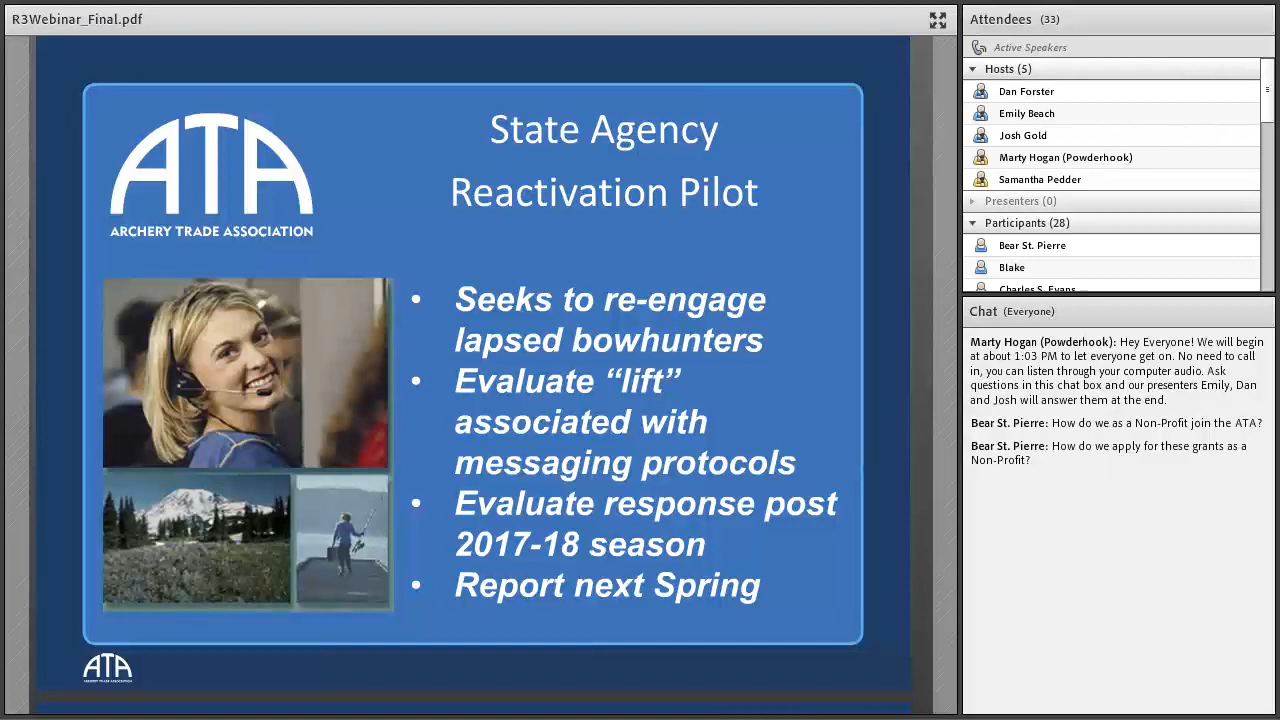 R3Webinar_Final.pdf
ATA
ARCHERY TRADE ASSOCIATION
State Agency
Reactivation Pilot
• Seeks to re-engage
lapsed bowhunters
• Evaluate “lift”
associated with
messaging protocols
• Evaluate response post
2017-18 season
• Report next Spring
ATA
ARCHERY TRADE ASSOCIATION
Attendees (33)
Active Speakers
Hosts (5)
Dan Forster
Emily Beach
Josh Gold
Marty Hogan (Powderhook)
Samantha Pedder
Presenters (0)
Participants (28)
Bear St. Pierre
Blake
Charles S. Evans
Chat (Everyone)
Marty Hogan (Powderhook): Hey Everyone! We will begin
at about 1:03 PM to let everyone get on. No need to call
in, you can listen through your computer audio. Ask
questions in this chat box and our presenters Emily, Dan
and Josh will answer them at the end.
Bear St. Pierre: How do we as a Non-Profit join the ATA?
Bear St. Pierre: How do we apply for these grants as a
Non-Profit?